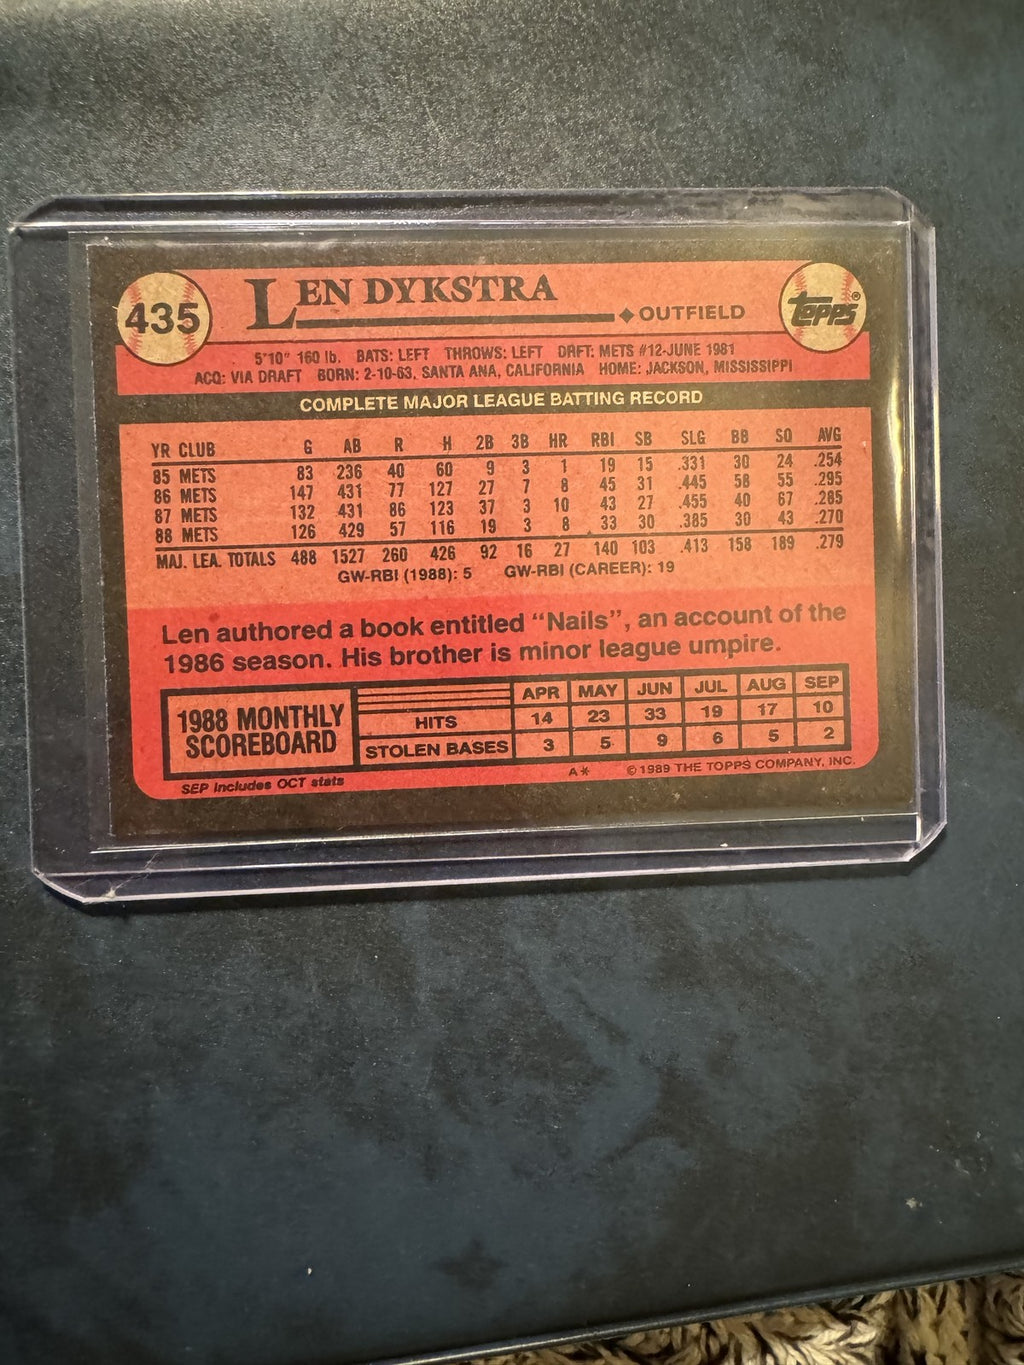 435
LEN DYKSTRA
◆OUTFIELD
TOPPS®
5'10" 160 lb. BATS: LEFT THROWS: LEFT DRFT: METS #12-JUNE 1981
ACQ: VIA DRAFT BORN: 2-10-63, SANTA ANA, CALIFORNIA HOME: JACKSON, MISSISSIPPI
COMPLETE MAJOR LEAGUE BATTING RECORD
YR CLUB G AB R H 2B 3B HR RBI SB SLG BB SO AVG
85 METS 83 236 40 60 9 3 1 19 15 .331 30 24 .254
86 METS 147 431 77 127 27 7 8 45 31 .445 58 55 .295
87 METS 132 431 86 123 37 3 10 43 27 .455 40 67 .285
88 METS 126 429 57 116 19 3 8 33 30 .385 30 43 .270
MAJ. LEA. TOTALS 488 1527 260 426 92 16 27 140 103 .413 158 189 .279
GW-RBI (1988): 5 GW-RBI (CAREER): 19
Len authored a book entitled "Nails", an account of the
1986 season. His brother is minor league umpire.
1988 MONTHLY
SCOREBOARD
APR MAY JUN JUL AUG SEP
HITS 14 23 33 19 17 10
STOLEN BASES 3 5 9 6 5 2
SEP includes OCT stats
A* ©1989 THE TOPPS COMPANY, INC.